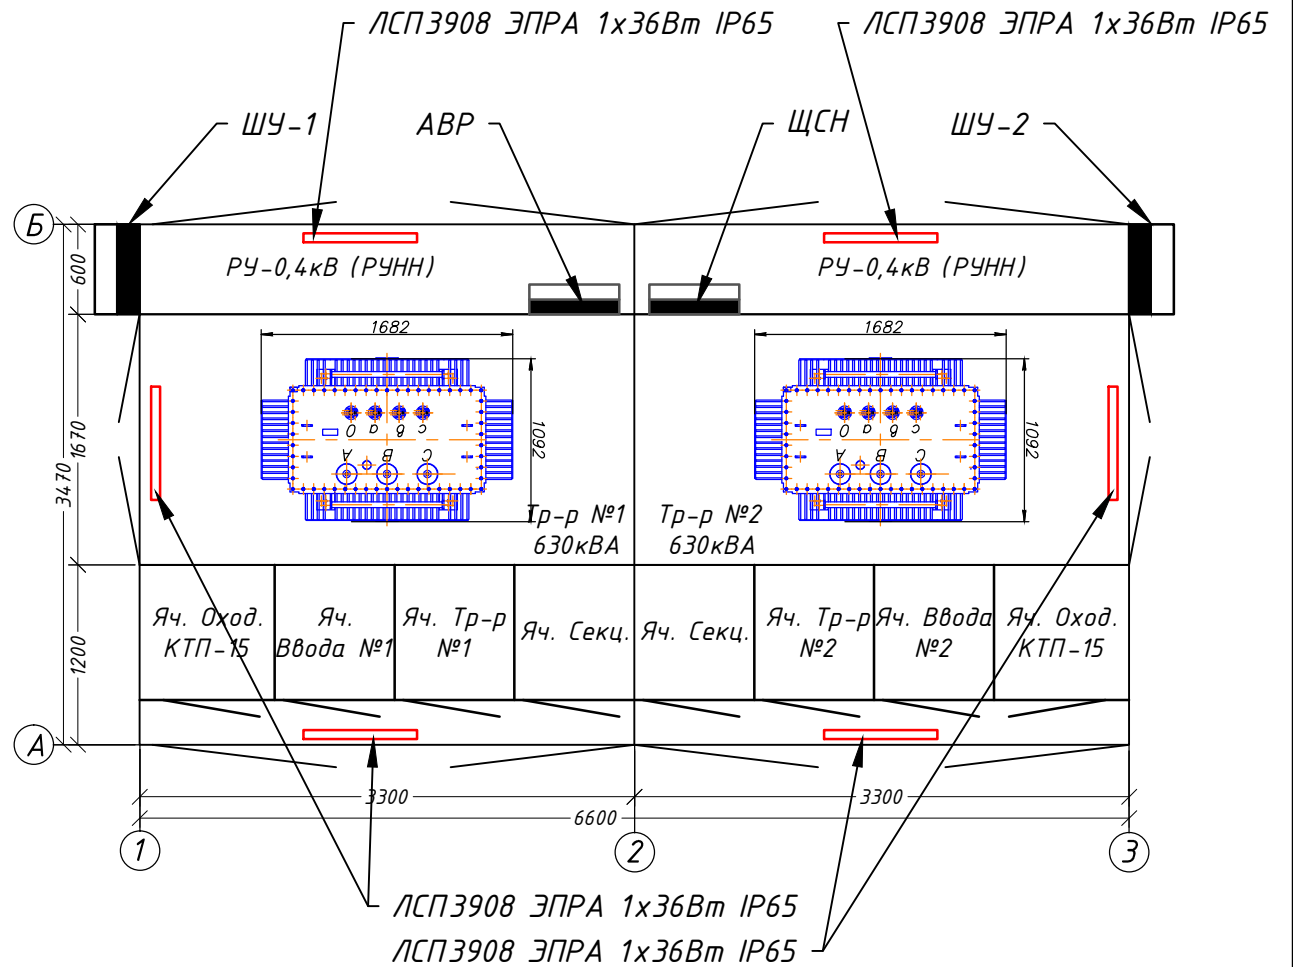 ЛСП3908 ЭПРА 1х36Вт IP65
ЛСП3908 ЭПРА 1х36Вт IP65
ШУ-1
АВР
ЩСН
ШУ-2
Б
600
РУ-0,4кВ (РУНН)
РУ-0,4кВ (РУНН)
1682
1682
0 а в с
0 а в с
1092
1092
А В С
А В С
3470
1670
Тр-р №1
630кВА
Тр-р №2
630кВА
1200
Яч. Оход.
КТП-15
Яч.
Ввода №1
Яч. Тр-р
№1
Яч. Секц.
Яч. Секц.
Яч. Тр-р
№2
Яч. Ввода
№2
Яч. Оход.
КТП-15
А
3300
3300
6600
1
2
3
ЛСП3908 ЭПРА 1х36Вт IP65
ЛСП3908 ЭПРА 1х36Вт IP65